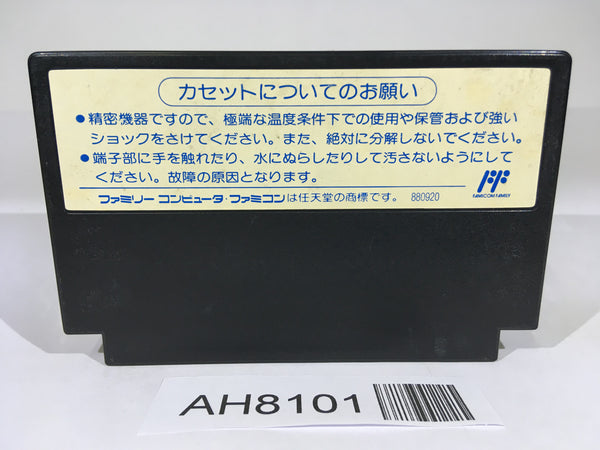 カセットについてのお願い
●精密機器ですので、極端な温度条件下での使用や保管および強い
ショックをさけてください。また、絶対に分解しないでください。
●端子部に手を触れたり、水にぬらしたりして汚さないようにして
ください。故障の原因となります。
ファミリーコンピュータ・ファミコンは任天堂の商標です。 880920
FF
FAMICOM FAMILY
AH8101